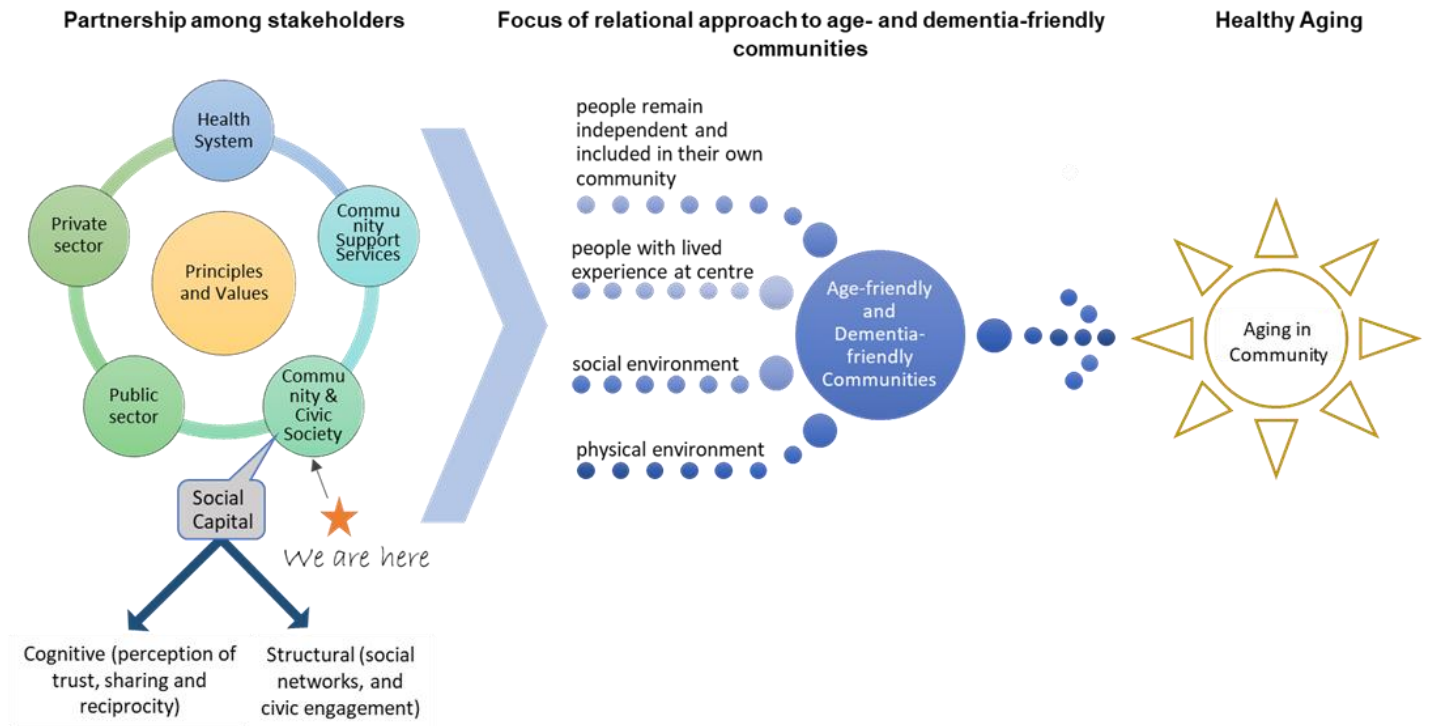 Partnership among stakeholders
Focus of relational approach to age- and dementia-friendly
communities
Healthy Aging
Health
System
Commu
nity
Support
Services
Commu
nity &
Civic
Society
Public
sector
Private
sector
Principles
and Values
Social
Capital
We are here
Cognitive (perception of
trust, sharing and
reciprocity)
Structural (social
networks, and
civic engagement)
people remain
independent and
included in their own
community
people with lived
experience at centre
social environment
physical environment
Age-friendly
and
Dementia-
friendly
Communities
Aging in
Community